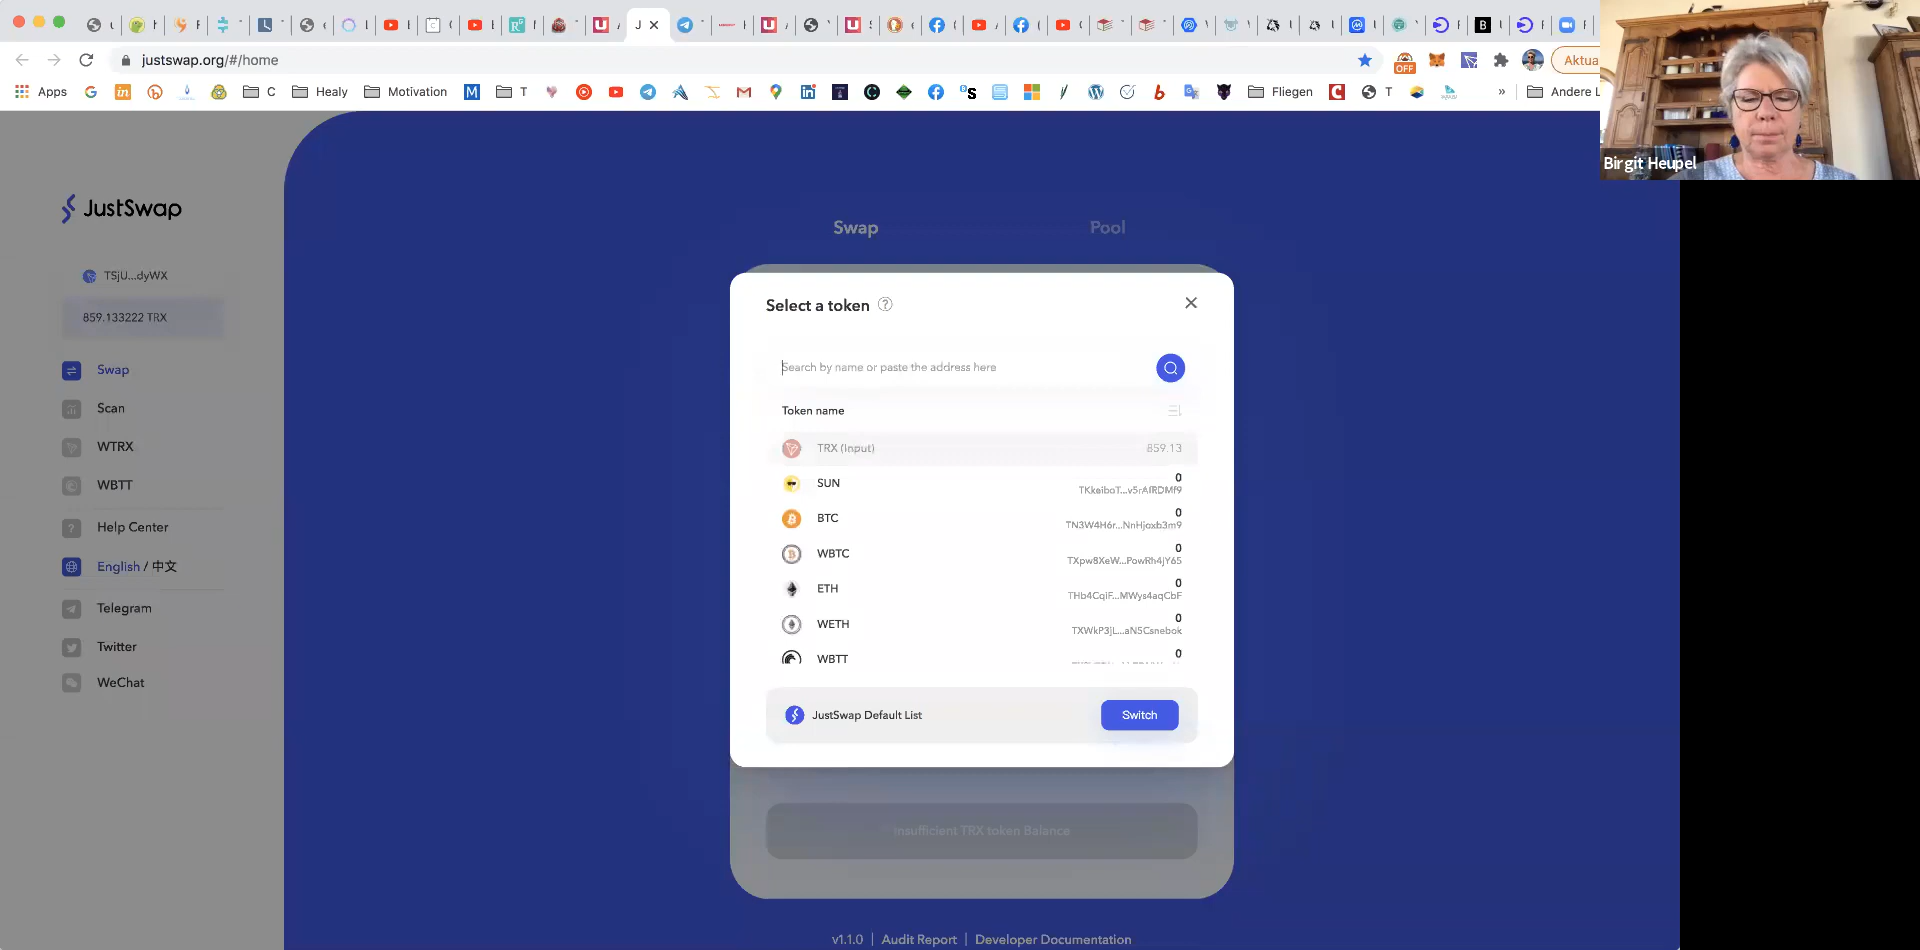 justswap.org/#/home
OFF
Aktua
Apps
C
Healy
Motivation
T
Fliegen
T
»
Andere L
Birgit Heupel
JustSwap
TSjU...dyWX
859.133222 TRX
Swap
Scan
WTRX
WBTT
Help Center
English / 中文
Telegram
Twitter
WeChat
Swap
Pool
Select a token
Search by name or paste the address here
Token name
TRX (Input) 859.13
SUN 0
BTC 0
TN3W4H6r...NnHjoxb3m9
WBTC 0
TXpw8XeW...PowRh4jY65
ETH 0
THb4CqiF...MWys4aqCbF
WETH 0
TXWkP3jL...aN5Csnebok
WBTT 0
JustSwap Default List
Switch
Insufficient TRX token Balance
v1.1.0 | Audit Report | Developer Documentation